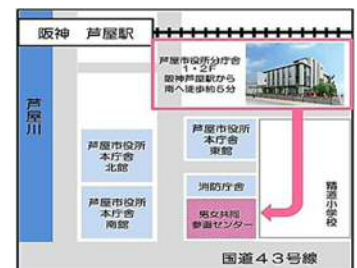 阪神 芦屋駅
芦屋市役所分庁舎
1・2F
阪神芦屋駅から
南へ徒歩約5分
芦屋川
芦屋市役所
本庁舎
北館
芦屋市役所
本庁舎
東館
消防庁舎
精道小学校
芦屋市役所
本庁舎
南館
男女共同
参画センター
国道43号線